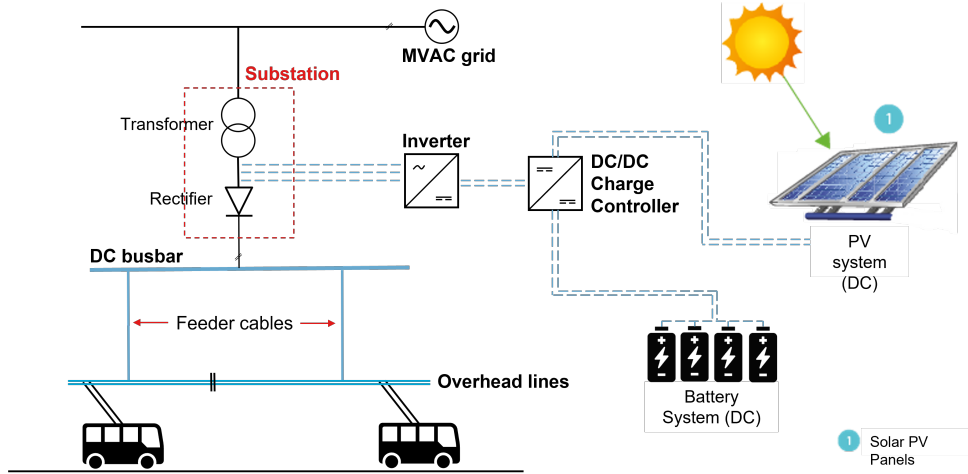 MVAC grid
Substation
Transformer
Rectifier
Inverter
DC/DC
Charge
Controller
1
PV
system
(DC)
DC busbar
Feeder cables
Overhead lines
Battery
System (DC)
1
Solar PV
Panels